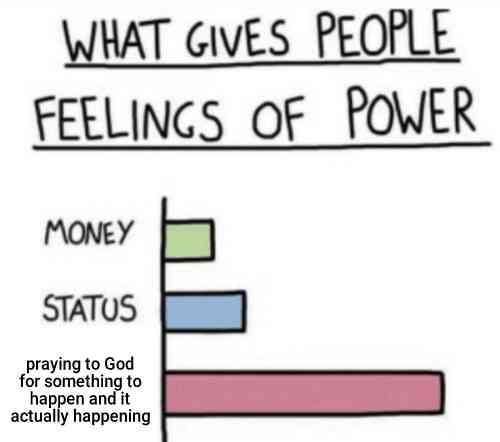 WHAT GIVES PEOPLE
FEELINGS OF POWER
MONEY
STATUS
praying to God
for something to
happen and it
actually happening